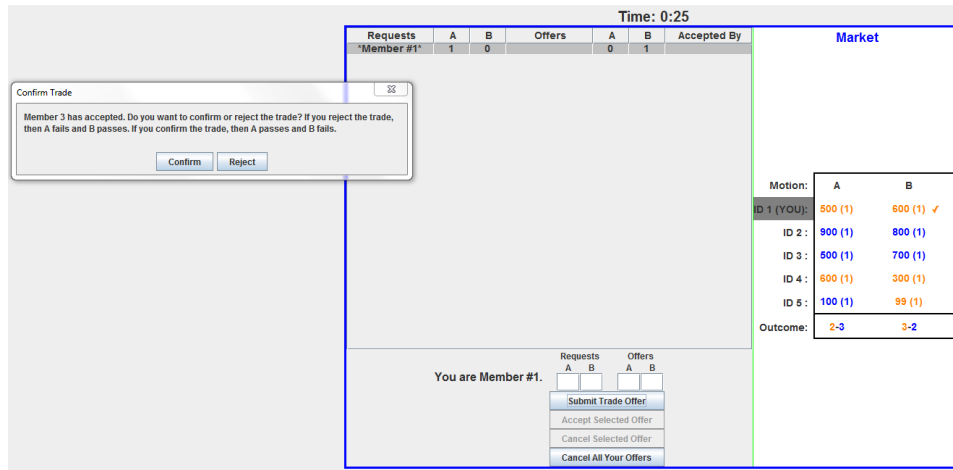 Time: 0:25
Requests A B Offers A B Accepted By
*Member #1* 1 0 0 1
Confirm Trade
Member 3 has accepted. Do you want to confirm or reject the trade? If you reject the trade,
then A fails and B passes. If you confirm the trade, then A passes and B fails.
Confirm Reject
Market
Motion: A B
ID 1 (YOU): 500 (1) 600 (1) ✓
ID 2 : 900 (1) 800 (1)
ID 3 : 500 (1) 700 (1)
ID 4 : 600 (1) 300 (1)
ID 5 : 100 (1) 99 (1)
Outcome: 2-3 3-2
Requests Offers
A B A B
You are Member #1.
Submit Trade Offer
Accept Selected Offer
Cancel Selected Offer
Cancel All Your Offers